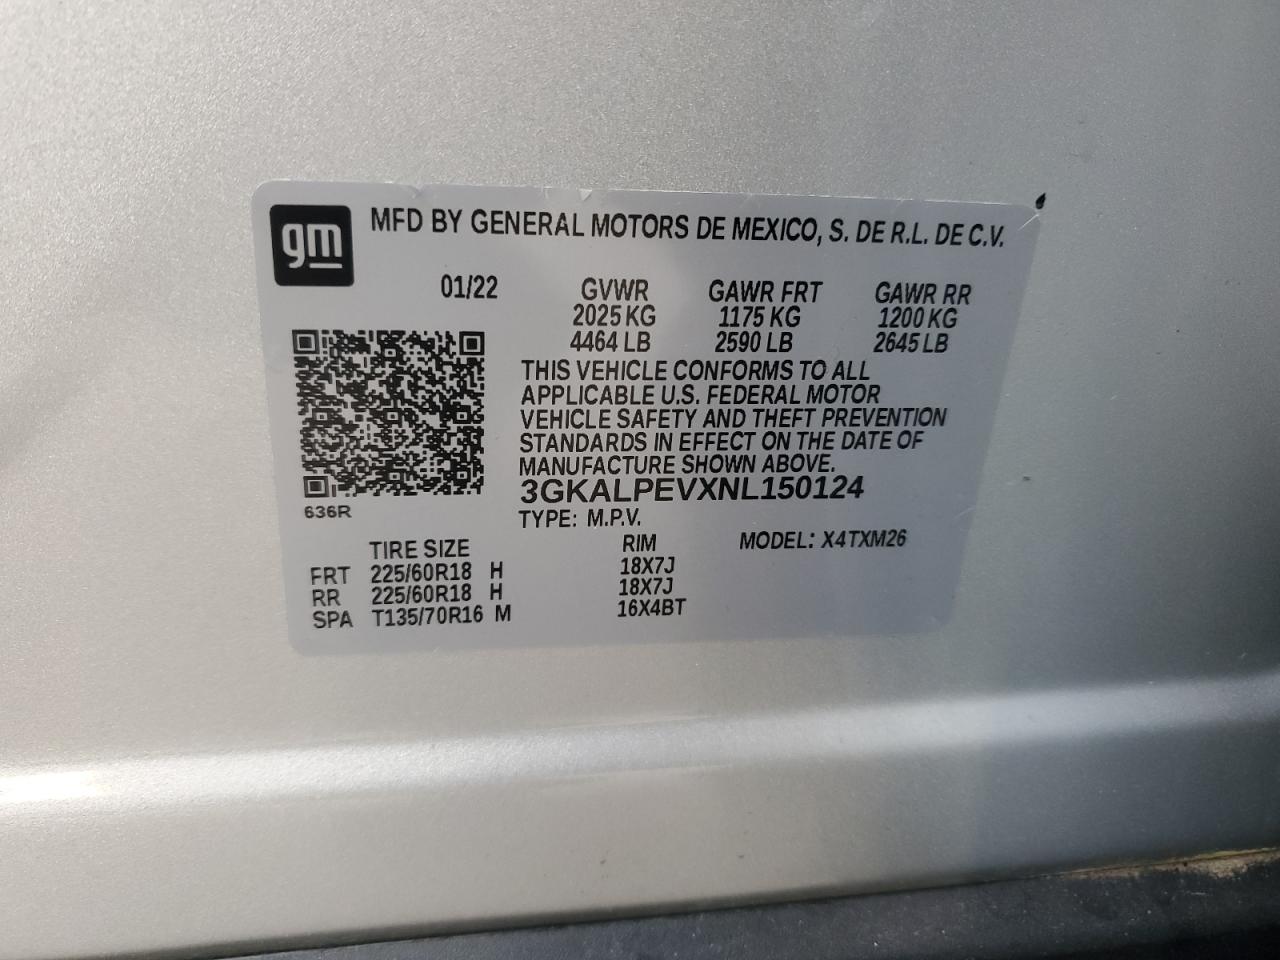 gm
MFD BY GENERAL MOTORS DE MEXICO, S. DE R.L. DE C.V.
01/22 GVWR GAWR FRT GAWR RR
2025 KG 1175 KG 1200 KG
4464 LB 2590 LB 2645 LB
THIS VEHICLE CONFORMS TO ALL
APPLICABLE U.S. FEDERAL MOTOR
VEHICLE SAFETY AND THEFT PREVENTION
STANDARDS IN EFFECT ON THE DATE OF
MANUFACTURE SHOWN ABOVE.
3GKALPEVXNL150124
636R
TYPE: M.P.V.
TIRE SIZE RIM MODEL: X4TXM26
FRT 225/60R18 H 18X7J
RR 225/60R18 H 18X7J
SPA T135/70R16 M 16X4BT